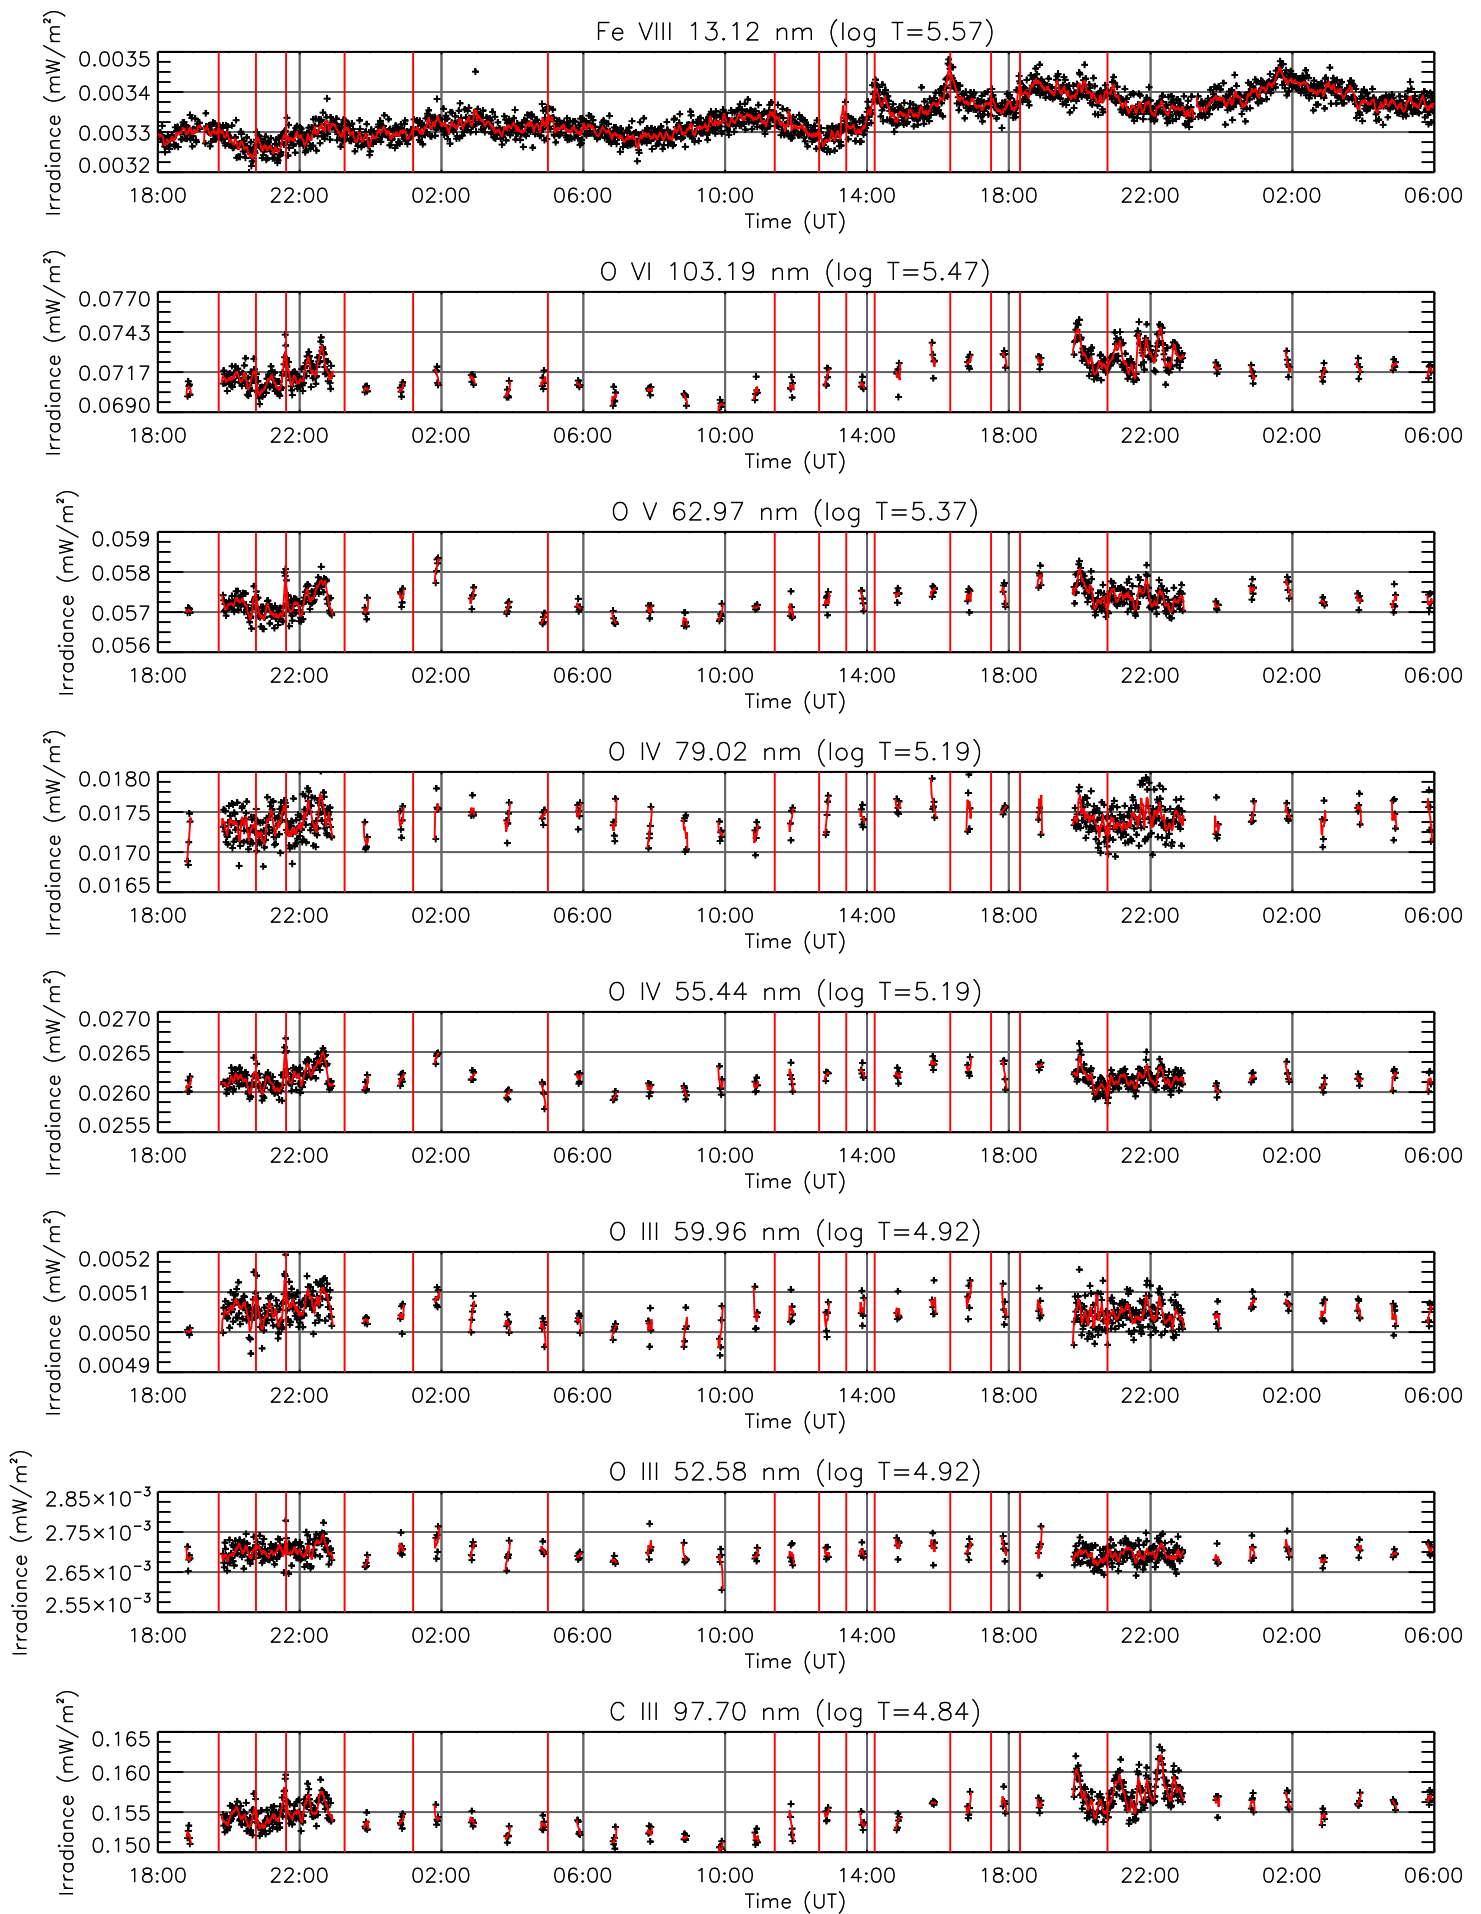 Fe VIII 13.12 nm (log T=5.57)
Irradiance (mW/m²)
0.0035
0.0034
0.0033
0.0032
18:00 22:00 02:00 06:00 10:00 14:00 18:00 22:00 02:00 06:00
Time (UT)
O VI 103.19 nm (log T=5.47)
Irradiance (mW/m²)
0.0770
0.0743
0.0717
0.0690
18:00 22:00 02:00 06:00 10:00 14:00 18:00 22:00 02:00 06:00
Time (UT)
O V 62.97 nm (log T=5.37)
Irradiance (mW/m²)
0.059
0.058
0.057
0.056
18:00 22:00 02:00 06:00 10:00 14:00 18:00 22:00 02:00 06:00
Time (UT)
O IV 79.02 nm (log T=5.19)
Irradiance (mW/m²)
0.0180
0.0175
0.0170
0.0165
18:00 22:00 02:00 06:00 10:00 14:00 18:00 22:00 02:00 06:00
Time (UT)
O IV 55.44 nm (log T=5.19)
Irradiance (mW/m²)
0.0270
0.0265
0.0260
0.0255
18:00 22:00 02:00 06:00 10:00 14:00 18:00 22:00 02:00 06:00
Time (UT)
O III 59.96 nm (log T=4.92)
Irradiance (mW/m²)
0.0052
0.0051
0.0050
0.0049
18:00 22:00 02:00 06:00 10:00 14:00 18:00 22:00 02:00 06:00
Time (UT)
O III 52.58 nm (log T=4.92)
Irradiance (mW/m²)
2.85×10⁻³
2.75×10⁻³
2.65×10⁻³
2.55×10⁻³
18:00 22:00 02:00 06:00 10:00 14:00 18:00 22:00 02:00 06:00
Time (UT)
C III 97.70 nm (log T=4.84)
Irradiance (mW/m²)
0.165
0.160
0.155
0.150
18:00 22:00 02:00 06:00 10:00 14:00 18:00 22:00 02:00 06:00
Time (UT)